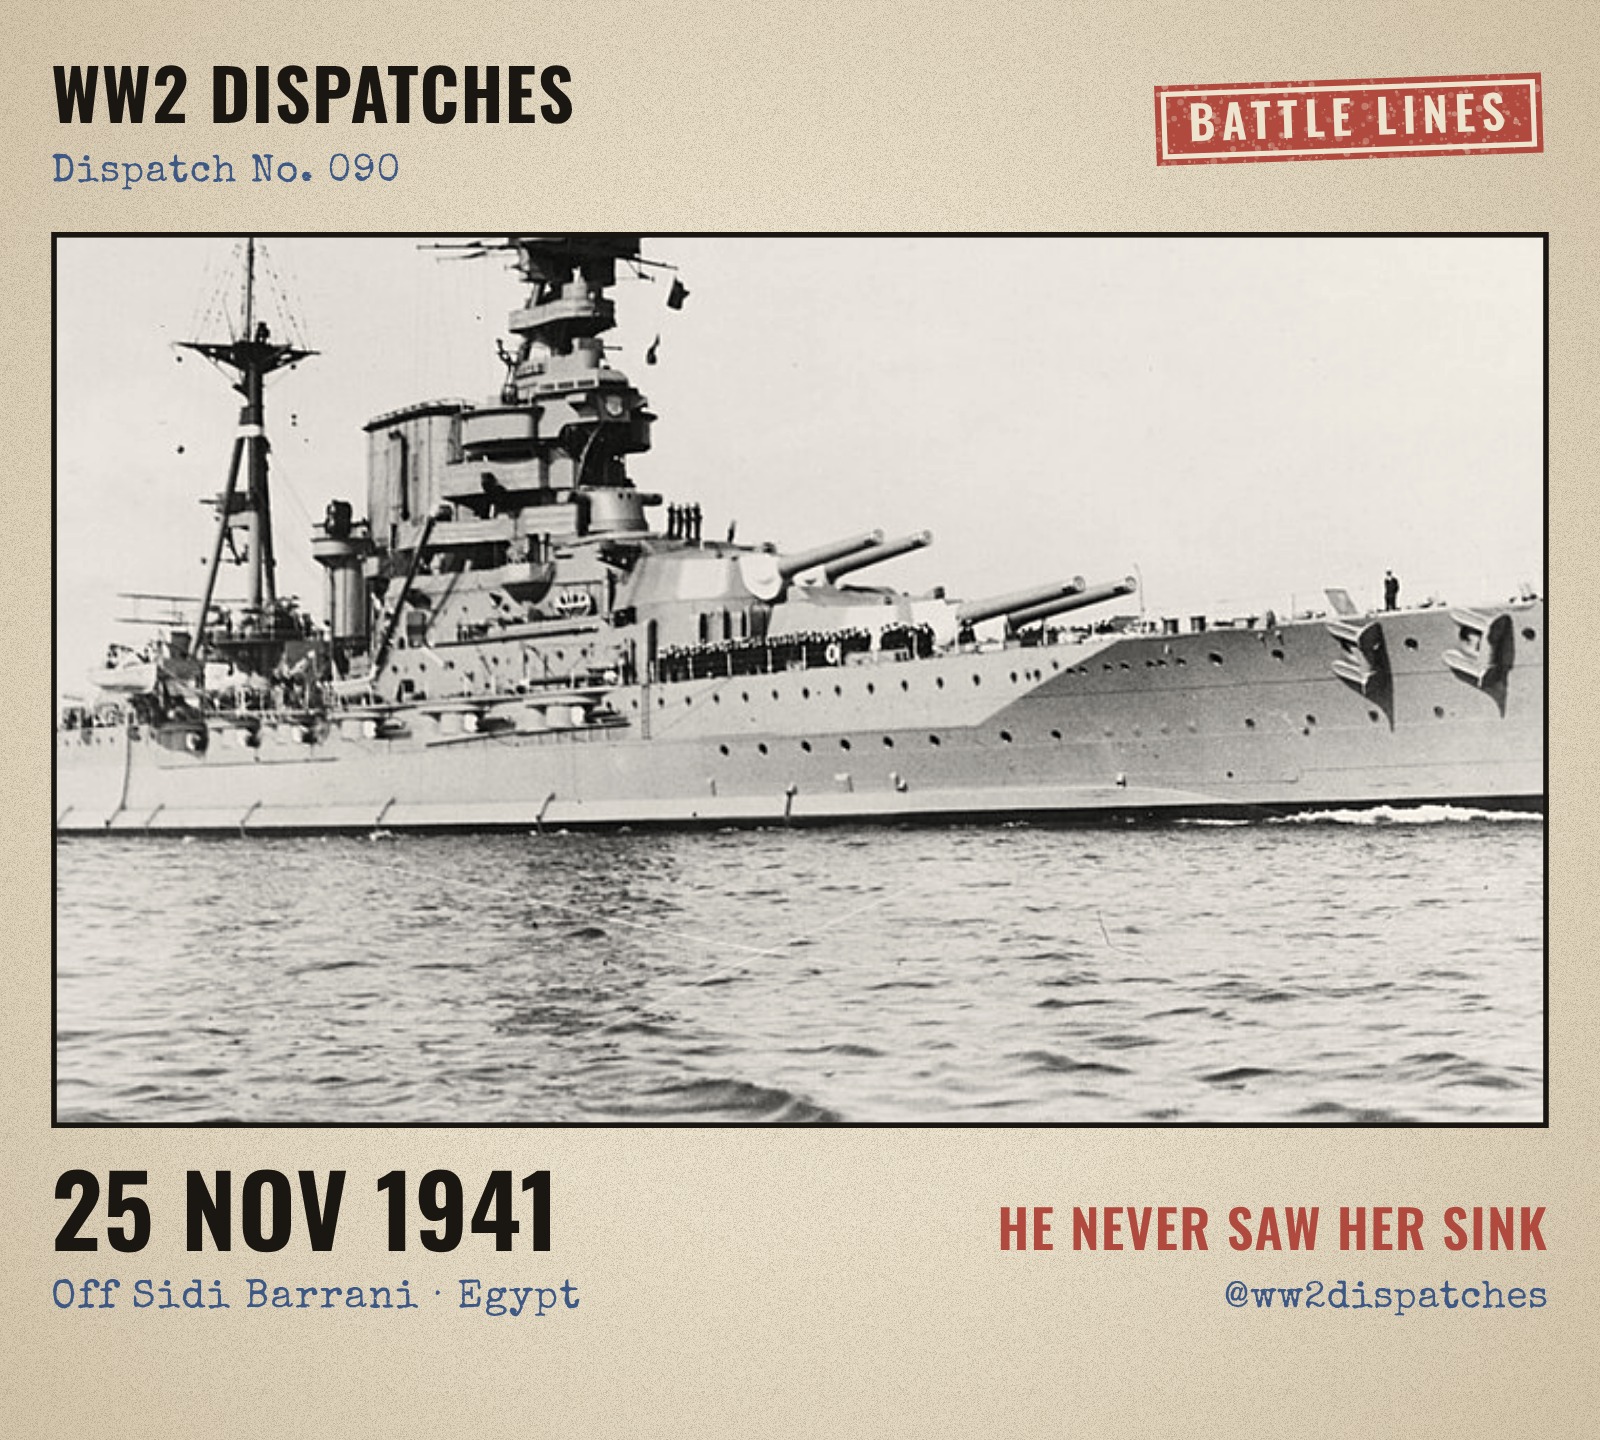 WW2 DISPATCHES
Dispatch No. 090
BATTLE LINES
25 NOV 1941
Off Sidi Barrani · Egypt
HE NEVER SAW HER SINK
@ww2dispatches